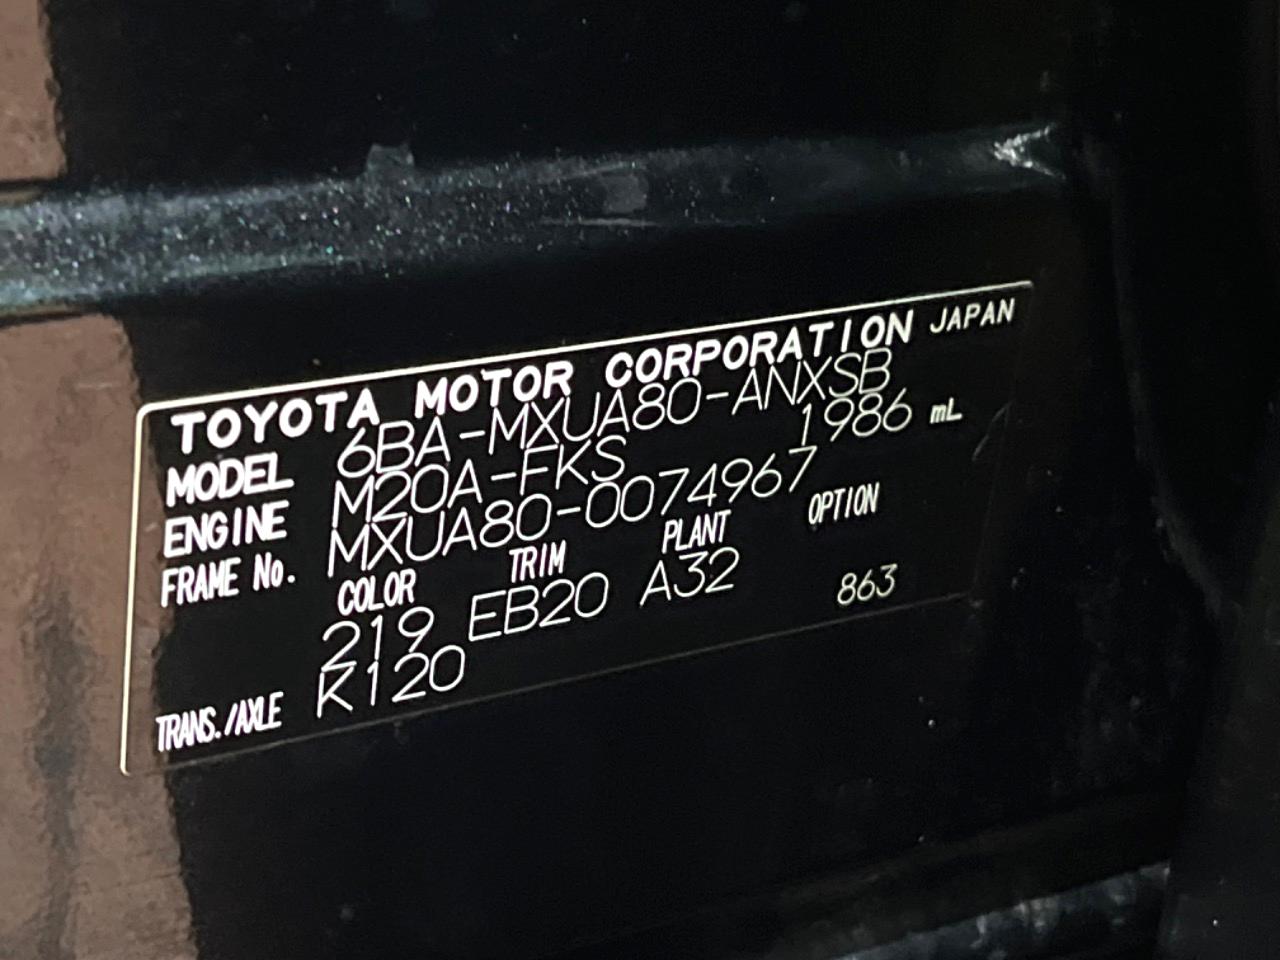 TOYOTA MOTOR CORPORATION JAPAN
MODEL 6BA-MXUA80-ANXSB
ENGINE M20A-FKS 1986 mL
FRAME No. MXUA80-0074967
COLOR TRIM PLANT OPTION
219 EB20 A32 863
TRANS./AXLE K120